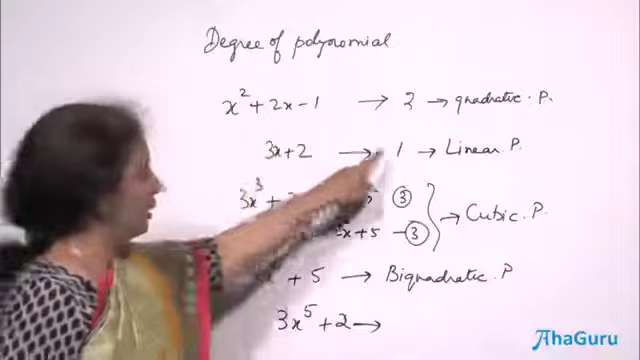 Degree of polynomial
x² + 2x - 1 → 2 → quadratic. P.
3x + 2 → 1 → Linear. P.
3x³ + 5 ③
x + 5 - ③ → Cubic. P.
+ 5 → Biquadratic. P
3x⁵ + 2 →
AhaGuru